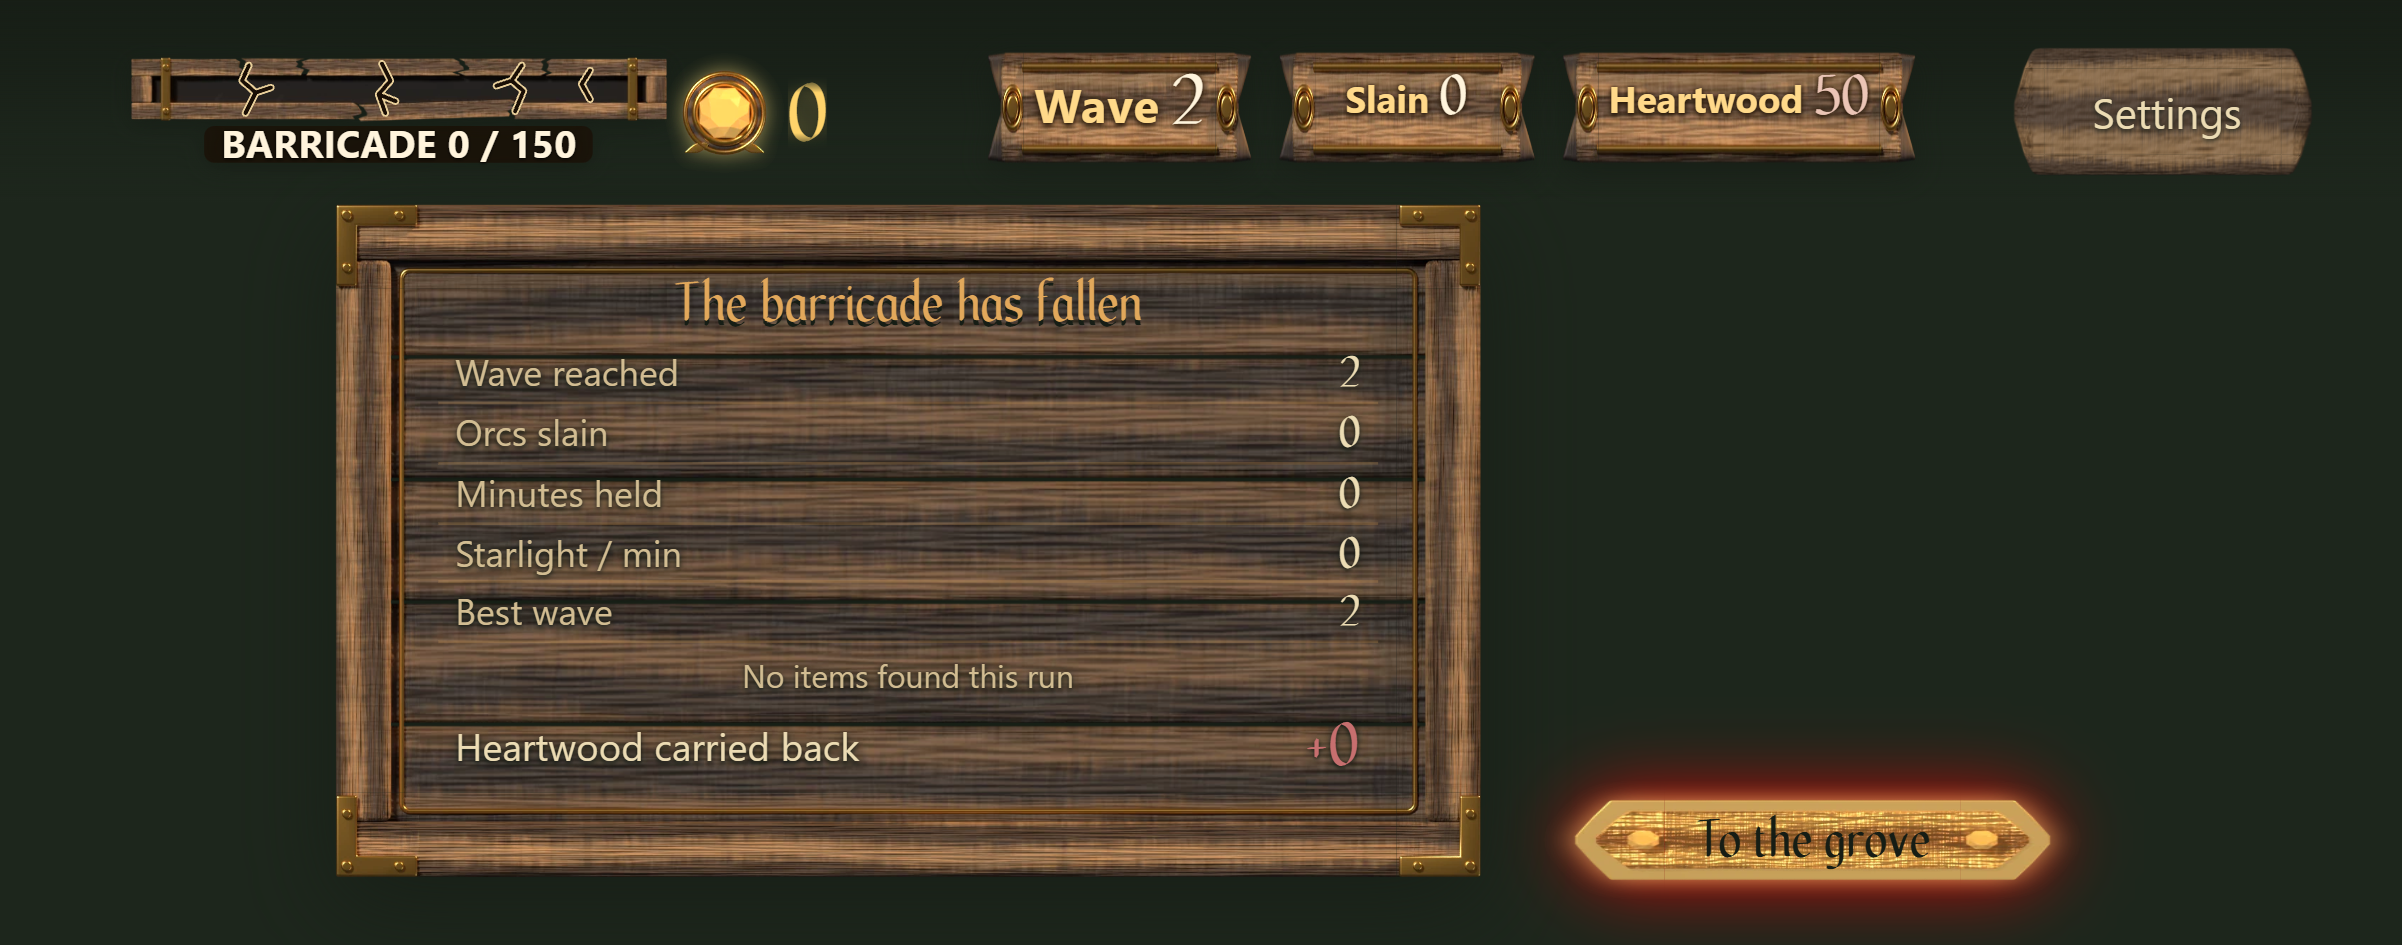 BARRICADE 0 / 150
0
Wave 2
Slain 0
Heartwood 50
Settings
The barricade has fallen
Wave reached 2
Orcs slain 0
Minutes held 0
Starlight / min 0
Best wave 2
No items found this run
Heartwood carried back +0
To the grove